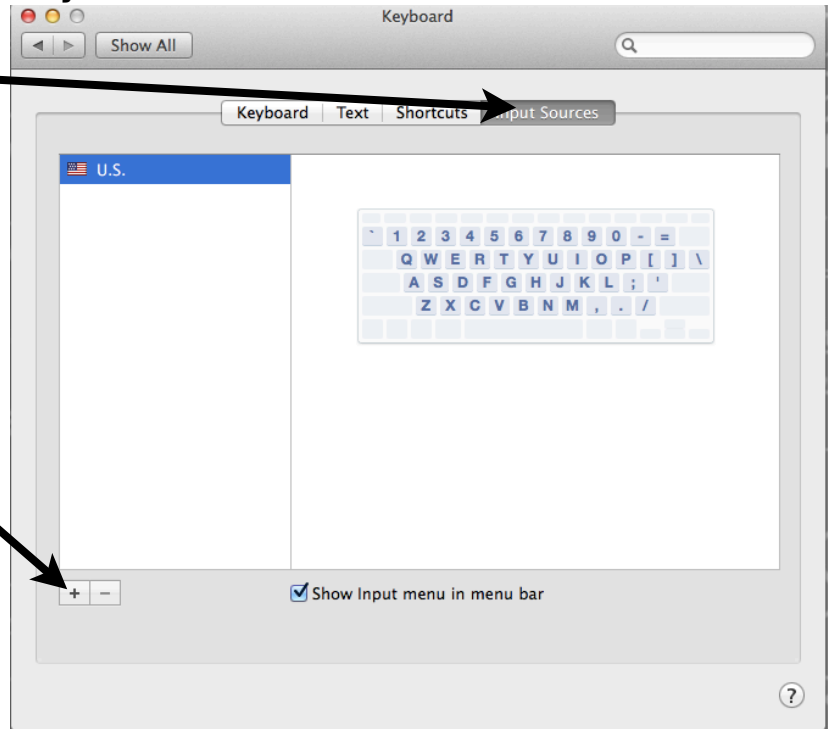 Keyboard
Show All
Keyboard Text Shortcuts Input Sources
U.S.
` 1 2 3 4 5 6 7 8 9 0 - =
Q W E R T Y U I O P [ ] \
A S D F G H J K L ; '
Z X C V B N M , . /
+ −
Show Input menu in menu bar
?